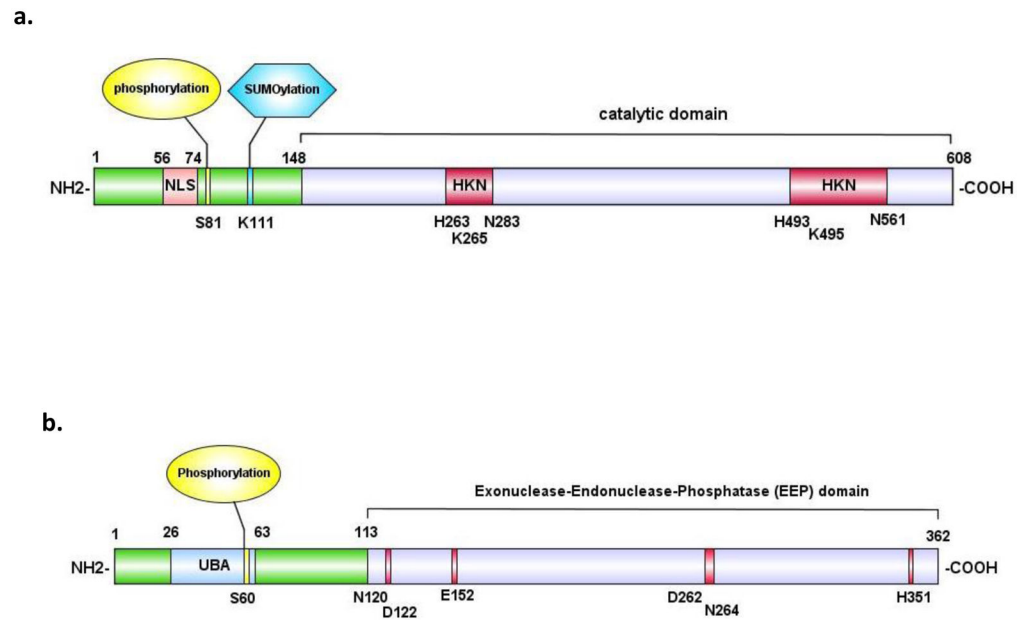 a.
phosphorylation SUMOylation
catalytic domain
1 56 74 148 608
NH2- NLS HKN HKN -COOH
S81 K111 H263 N283 H493 N561
K265 K495
b.
Phosphorylation
Exonuclease-Endonuclease-Phosphatase (EEP) domain
1 26 63 113 362
NH2- UBA -COOH
S60 N120 E152 D262 H351
D122 N264